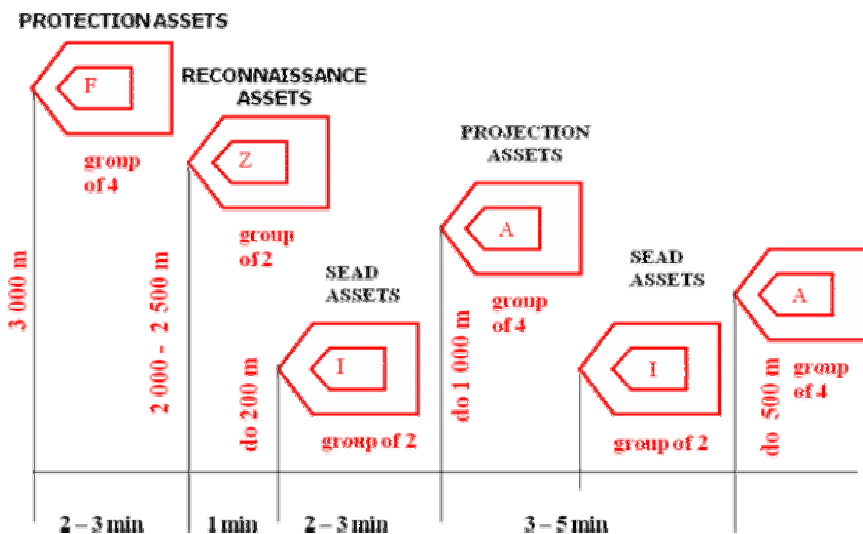 PROTECTION ASSETS
F
group
of 4
3 000 m
RECONNAISSANCE
ASSETS
Z
group
of 2
2 000 - 2 500 m
SEAD
ASSETS
I
group of 2
do 200 m
PROJECTION
ASSETS
A
group
of 4
do 1 000 m
SEAD
ASSETS
I
group of 2
A
group
of 4
do 500 m
2 – 3 min
1 min
2 – 3 min
3 – 5 min